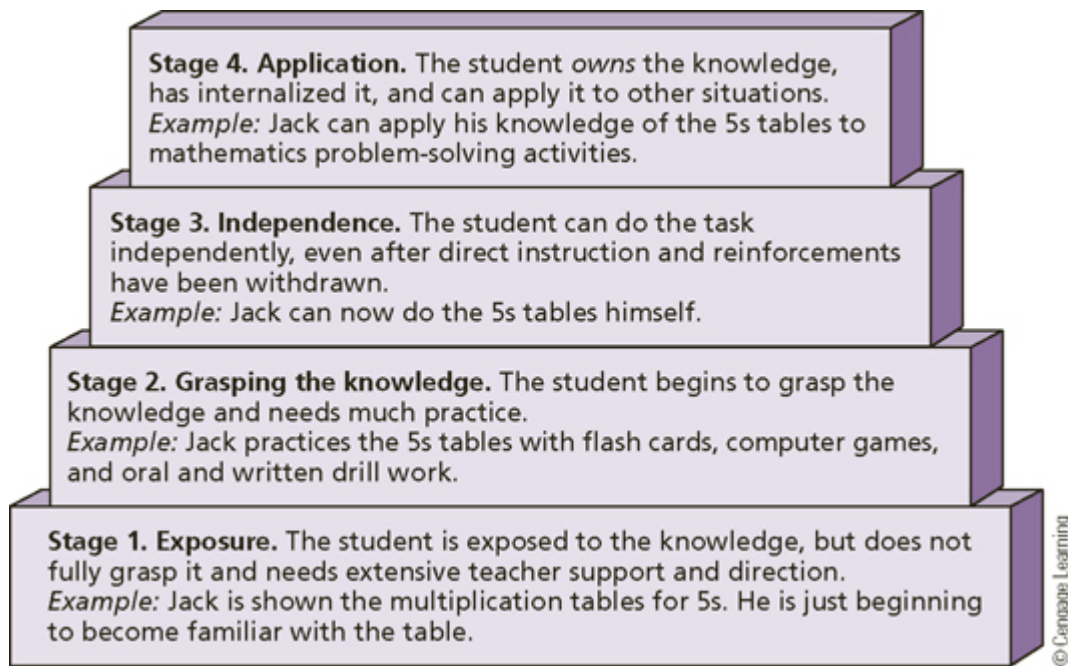 Stage 4. Application. The student owns the knowledge,
has internalized it, and can apply it to other situations.
Example: Jack can apply his knowledge of the 5s tables to
mathematics problem-solving activities.
Stage 3. Independence. The student can do the task
independently, even after direct instruction and reinforcements
have been withdrawn.
Example: Jack can now do the 5s tables himself.
Stage 2. Grasping the knowledge. The student begins to grasp the
knowledge and needs much practice.
Example: Jack practices the 5s tables with flash cards, computer games,
and oral and written drill work.
Stage 1. Exposure. The student is exposed to the knowledge, but does not
fully grasp it and needs extensive teacher support and direction.
Example: Jack is shown the multiplication tables for 5s. He is just beginning
to become familiar with the table.
© Cengage Learning